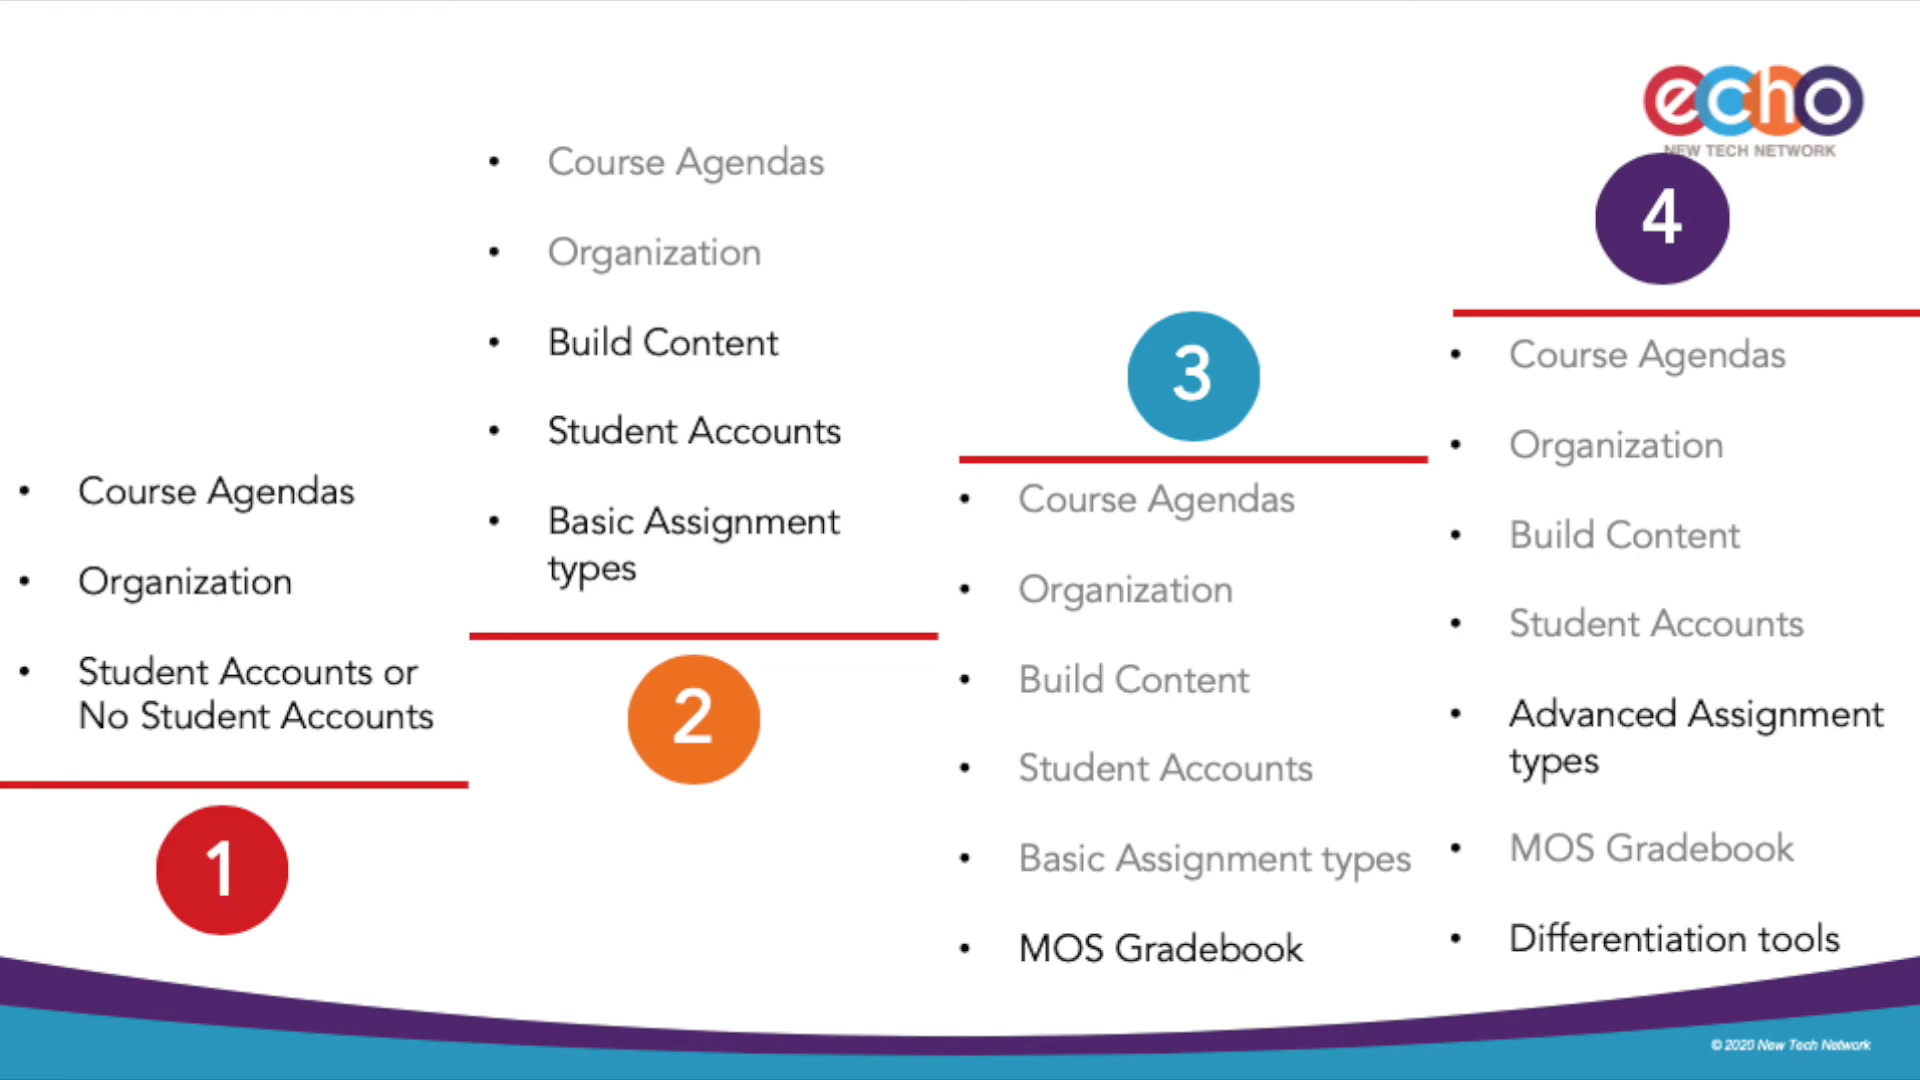 echo
NEW TECH NETWORK
• Course Agendas
• Organization
• Student Accounts or
No Student Accounts
1
• Course Agendas
• Organization
• Build Content
• Student Accounts
• Basic Assignment
types
2
3
• Course Agendas
• Organization
• Build Content
• Student Accounts
• Basic Assignment types
• MOS Gradebook
4
• Course Agendas
• Organization
• Build Content
• Student Accounts
• Advanced Assignment
types
• MOS Gradebook
• Differentiation tools
© 2020 New Tech Network